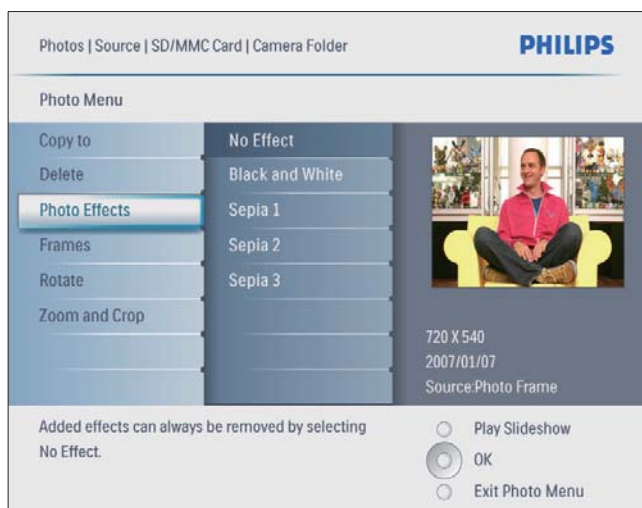 Photos | Source | SD/MMC Card | Camera Folder
PHILIPS
Photo Menu
Copy to
Delete
Photo Effects
Frames
Rotate
Zoom and Crop
No Effect
Black and White
Sepia 1
Sepia 2
Sepia 3
720 X 540
2007/01/07
Source:Photo Frame
Added effects can always be removed by selecting
No Effect.
Play Slideshow
OK
Exit Photo Menu